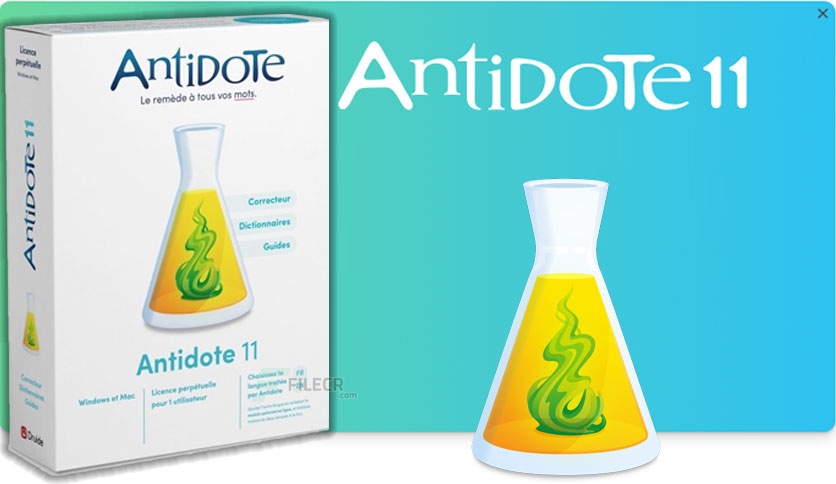 Licence
perpétuelle
Windows et Mac
ANTIDOTE
Le remède à tous vos mots.
Correcteur
Dictionnaires
Guides
Antidote 11
Windows et Mac
Licence perpétuelle
pour 1 utilisateur
Choisissez la
langue traitée
par Antidote
FR
FILECR
.com
ANTIDOTE 11
Correcteur
Dictionnaires
Guides
Druide
ANTIDOTE 11